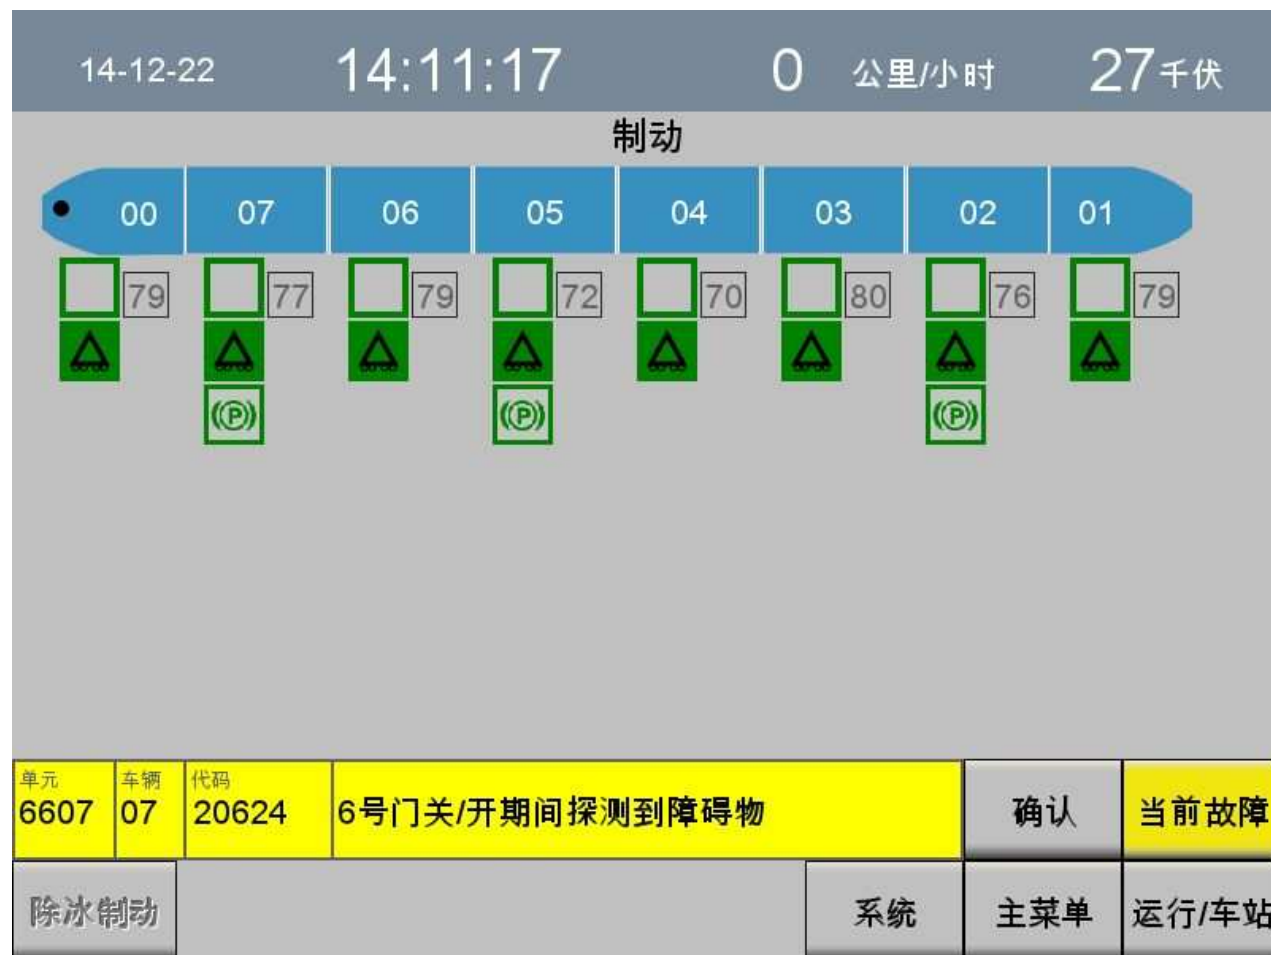 14-12-22 14:11:17 0 公里/小时 27千伏
制动
00 07 06 05 04 03 02 01
79 77 79 72 70 80 76 79
(P) (P) (P)
单元 车辆 代码
6607 07 20624 6号门关/开期间探测到障碍物 确认 当前故障
除冰制动 系统 主菜单 运行/车站